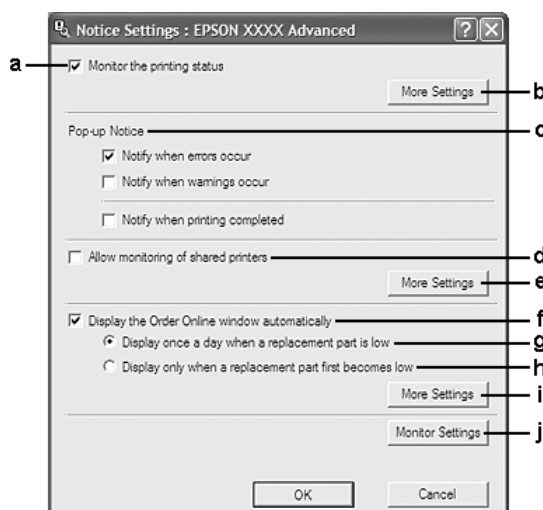 Notice Settings : EPSON XXXX Advanced
a
Monitor the printing status
More Settings
b
Pop-up Notice
c
Notify when errors occur
Notify when warnings occur
Notify when printing completed
Allow monitoring of shared printers
d
More Settings
e
Display the Order Online window automatically
f
Display once a day when a replacement part is low
g
Display only when a replacement part first becomes low
h
More Settings
i
Monitor Settings
j
OK
Cancel